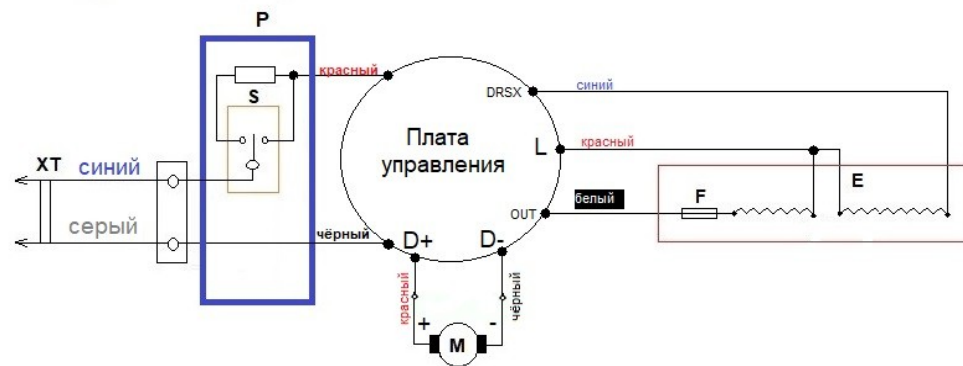 P
красный
S
DRSX
синий
Плата
управления
L
красный
XT
синий
E
F
белый
OUT
серый
чёрный
D+
D-
красный
чёрный
+
-
M